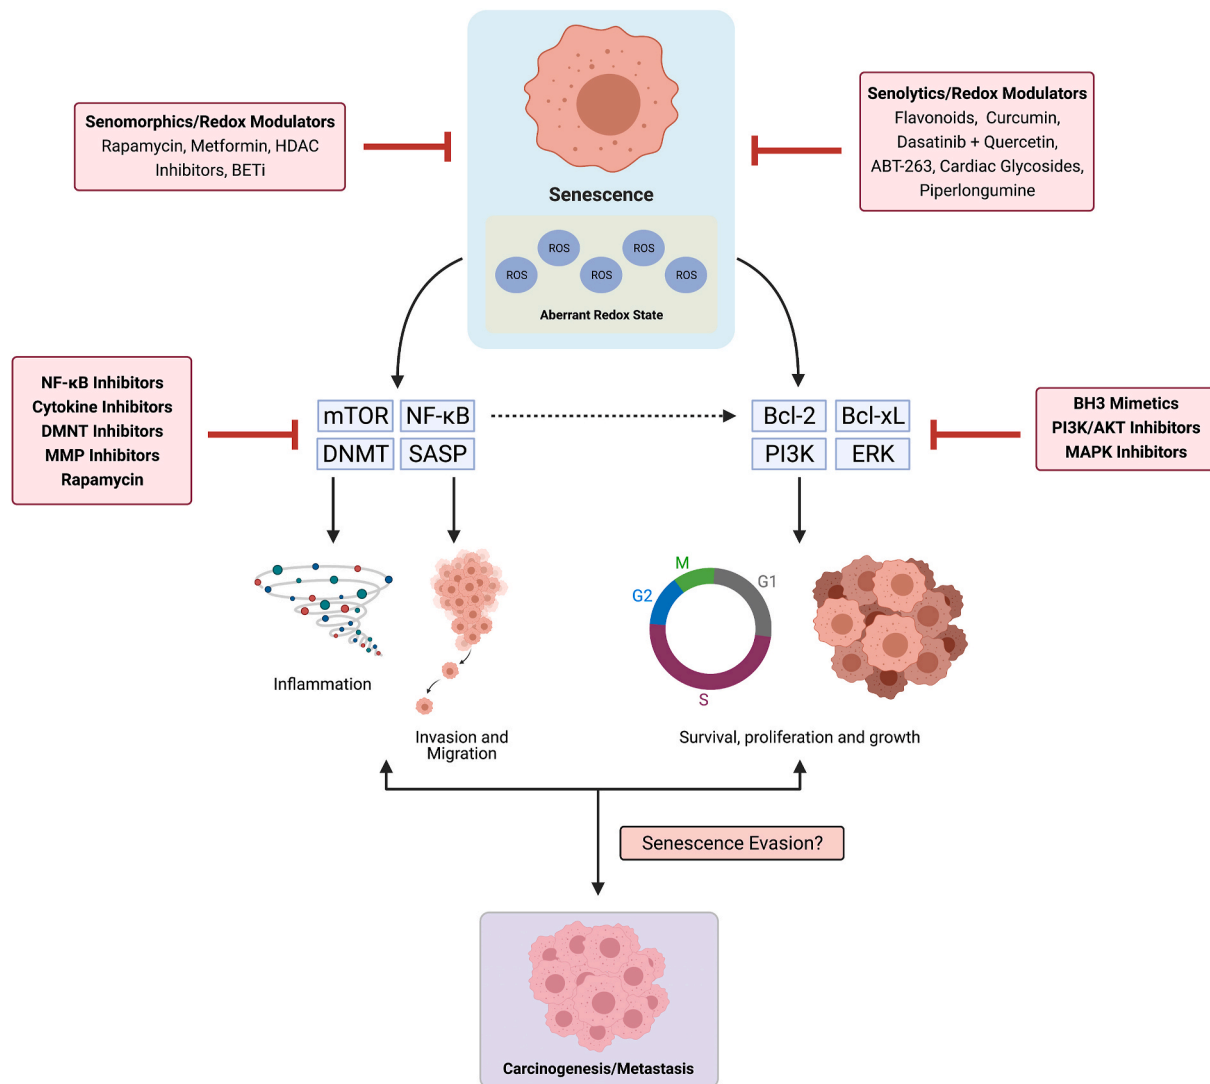 Senomorphics/Redox Modulators
Rapamycin, Metformin, HDAC
Inhibitors, BETi
Senolytics/Redox Modulators
Flavonoids, Curcumin,
Dasatinib + Quercetin,
ABT-263, Cardiac Glycosides,
Piperlongumine
Senescence
ROS
ROS
ROS
ROS
ROS
Aberrant Redox State
NF-κB Inhibitors
Cytokine Inhibitors
DMNT Inhibitors
MMP Inhibitors
Rapamycin
mTOR
NF-κB
DNMT
SASP
Bcl-2
Bcl-xL
PI3K
ERK
BH3 Mimetics
PI3K/AKT Inhibitors
MAPK Inhibitors
Inflammation
Invasion and
Migration
M
G1
G2
S
Survival, proliferation and growth
Senescence Evasion?
Carcinogenesis/Metastasis